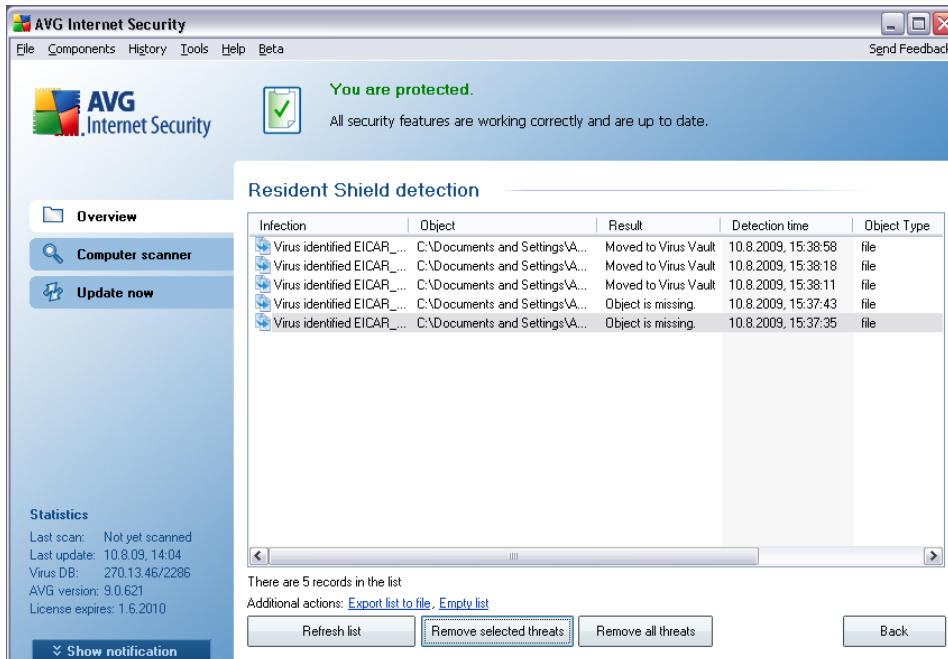 AVG Internet Security
File Components History Tools Help Beta Send Feedback
AVG
Internet Security
You are protected.
All security features are working correctly and are up to date.
Overview
Computer scanner
Update now
Resident Shield detection
Infection Object Result Detection time Object Type
Virus identified EICAR_... C:\Documents and Settings\A... Moved to Virus Vault 10.8.2009, 15:38:58 file
Virus identified EICAR_... C:\Documents and Settings\A... Moved to Virus Vault 10.8.2009, 15:38:18 file
Virus identified EICAR_... C:\Documents and Settings\A... Moved to Virus Vault 10.8.2009, 15:38:11 file
Virus identified EICAR_... C:\Documents and Settings\A... Object is missing. 10.8.2009, 15:37:43 file
Virus identified EICAR_... C:\Documents and Settings\A... Object is missing. 10.8.2009, 15:37:35 file
There are 5 records in the list
Additional actions: Export list to file, Empty list
Refresh list Remove selected threats Remove all threats Back
Statistics
Last scan: Not yet scanned
Last update: 10.8.09, 14:04
Virus DB: 270.13.46/2286
AVG version: 9.0.621
License expires: 1.6.2010
Show notification